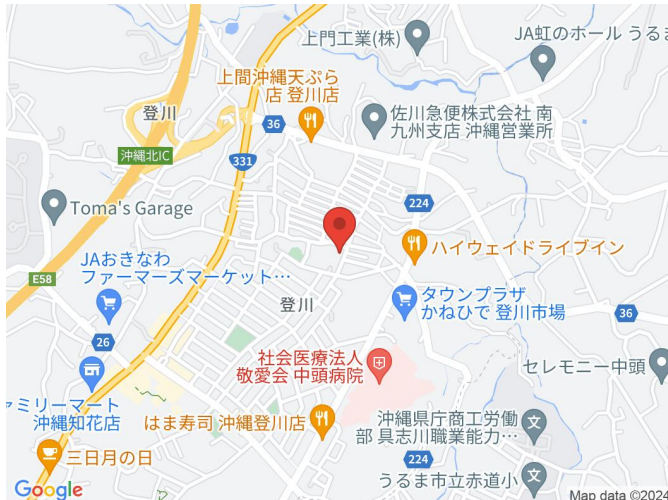 上門工業(株)
JA虹のホール うるま
上間沖縄天ぷら
店 登川店
佐川急便株式会社 南
九州支店 沖縄営業所
登川
36
沖縄北IC
331
224
Toma's Garage
ハイウェイドライブイン
E58
JAおきなわ
ファーマーズマーケット…
登川
タウンプラザ
かねひで 登川市場
36
26
社会医療法人
敬愛会 中頭病院
セレモニー中頭
ァミリーマート
沖縄知花店
はま寿司 沖縄登川店
沖縄県庁商工労働
部 具志川職業能力…
224
三日月の日
うるま市立赤道小
Google
Map data ©2024